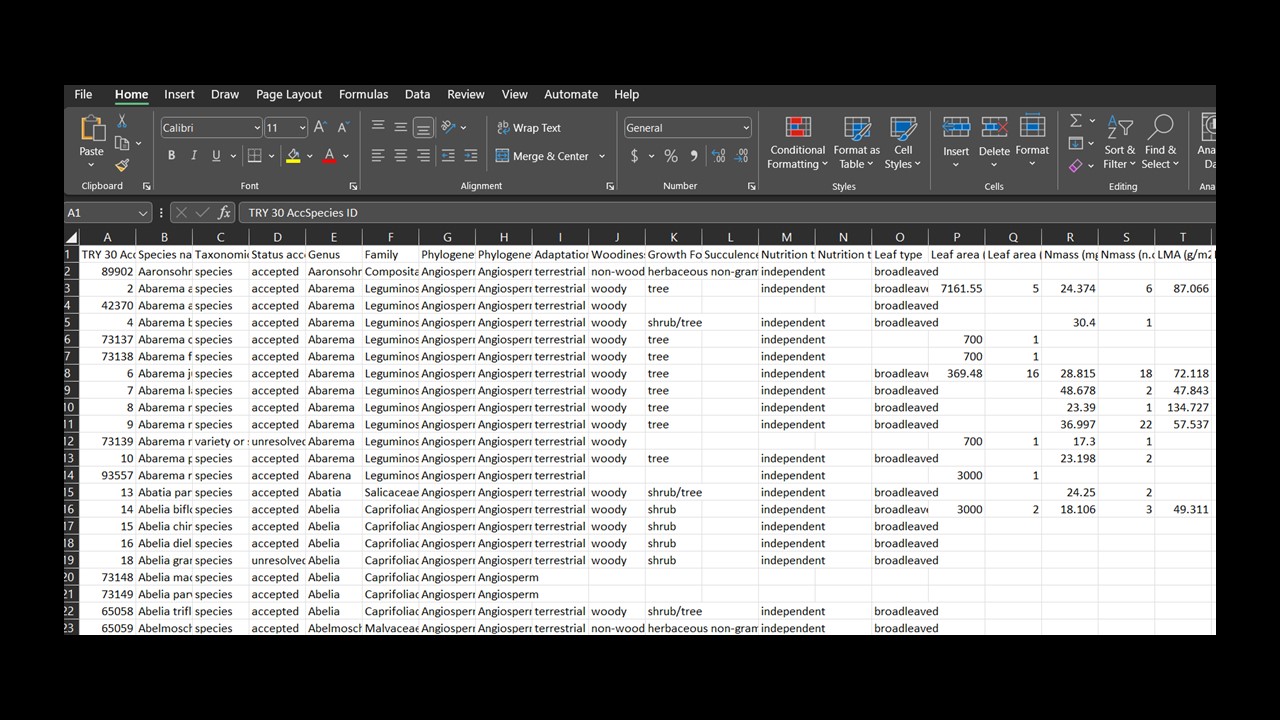 File Home Insert Draw Page Layout Formulas Data Review View Automate Help
Paste Calibri 11 A A Wrap Text General Conditional Formatting Format as Table Cell Styles Insert Delete Format Sort & Filter Find & Select
B I U A Merge & Center $ % 9
Clipboard Font Alignment Number Styles Cells Editing
A1 fx TRY 30 AccSpecies ID
A B C D E F G H I J K L M N O P Q R S T
1 TRY 30 Acc Species na Taxonomi Status acc Genus Family Phylogene Phylogene Adaptatio Woodines Growth Fo Succulence Nutrition t Nutrition t Leaf type Leaf area ( Leaf area ( Nmass (mg Nmass (n.o LMA (g/m2
2 89902 Aaronsohn species accepted Aaronsohn Composita Angiosperm Angiosperm terrestrial non-wood herbaceous non-gram independent broadleaved
3 2 Abarema a species accepted Abarema Leguminos Angiosperm Angiosperm terrestrial woody tree independent broadleave 7161.55 5 24.374 6 87.066
4 42370 Abarema a species accepted Abarema Leguminos Angiosperm Angiosperm terrestrial woody broadleaved
5 4 Abarema b species accepted Abarema Leguminos Angiosperm Angiosperm terrestrial woody shrub/tree independent broadleaved 30.4 1
6 73137 Abarema c species accepted Abarema Leguminos Angiosperm Angiosperm terrestrial woody tree independent 700 1
7 73138 Abarema f species accepted Abarema Leguminos Angiosperm Angiosperm terrestrial woody tree independent 700 1
8 6 Abarema j species accepted Abarema Leguminos Angiosperm Angiosperm terrestrial woody tree independent broadleave 369.48 16 28.815 18 72.118
9 7 Abarema l species accepted Abarema Leguminos Angiosperm Angiosperm terrestrial woody tree independent broadleaved 48.678 2 47.843
10 8 Abarema r species accepted Abarema Leguminos Angiosperm Angiosperm terrestrial woody tree independent broadleaved 23.39 1 134.727
11 9 Abarema r species accepted Abarema Leguminos Angiosperm Angiosperm terrestrial woody tree independent broadleaved 36.997 22 57.537
12 73139 Abarema r variety or s unresolved Abarema Leguminos Angiosperm Angiosperm terrestrial woody 700 1 17.3 1
13 10 Abarema p species accepted Abarema Leguminos Angiosperm Angiosperm terrestrial woody tree independent broadleaved 23.198 2
14 93557 Abarema r species accepted Abarena Leguminos Angiosperm Angiosperm terrestrial independent 3000 1
15 13 Abatia par species accepted Abatia Salicaceae Angiosperm Angiosperm terrestrial woody shrub/tree independent broadleaved 24.25 2
16 14 Abelia bifl species accepted Abelia Caprifoliac Angiosperm Angiosperm terrestrial woody shrub independent broadleave 3000 2 18.106 3 49.311
17 15 Abelia chir species accepted Abelia Caprifoliac Angiosperm Angiosperm terrestrial woody shrub independent broadleaved
18 16 Abelia diel species accepted Abelia Caprifoliac Angiosperm Angiosperm terrestrial woody shrub independent broadleaved
19 18 Abelia gra species unresolved Abelia Caprifoliac Angiosperm Angiosperm terrestrial woody shrub independent broadleaved
20 73148 Abelia mac species accepted Abelia Caprifoliac Angiosperm Angiosperm
21 73149 Abelia parv species accepted Abelia Caprifoliac Angiosperm Angiosperm
22 65058 Abelia trifl species accepted Abelia Caprifoliac Angiosperm Angiosperm terrestrial woody shrub/tree independent broadleaved
23 65059 Abelmosch species accepted Abelmosch Malvaceae Angiosperm Angiosperm terrestrial non-wood herbaceous non-gram independent broadleaved